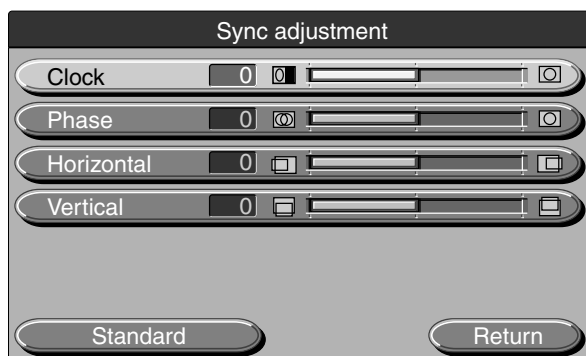 Sync adjustment
Clock 0
Phase 0
Horizontal 0
Vertical 0
Standard Return